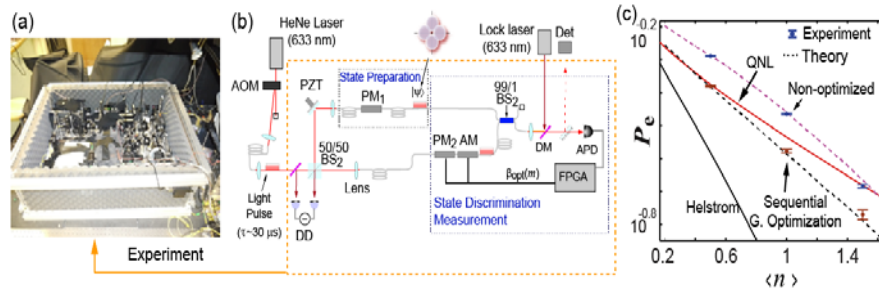 (a)
Experiment
(b)
HeNe Laser
(633 nm)
AOM
PZT
State Preparation
PM1
|ψ⟩
Lock laser
(633 nm)
Det
99/1
BS2
DM
APD
PM2 AM
50/50
BS2
Lens
βopt(m)
FPGA
Light
Pulse
(τ~30 μs)
DD
State Discrimination
Measurement
(c)
Pe
10^-0.2
10^-0.8
Experiment
Theory
QNL
Non-optimized
Sequential
G. Optimization
Helstrom
0.2 0.6 1 1.4
⟨n⟩